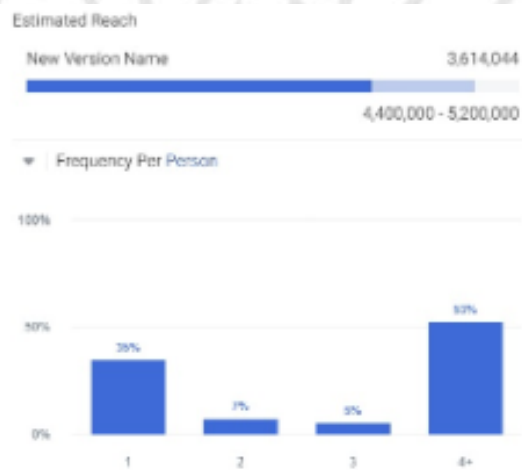 Estimated Reach
New Version Name 3,614,044
4,400,000 - 5,200,000
Frequency Per Person
100%
53%
50%
35%
7%
5%
0%
1 2 3 4+